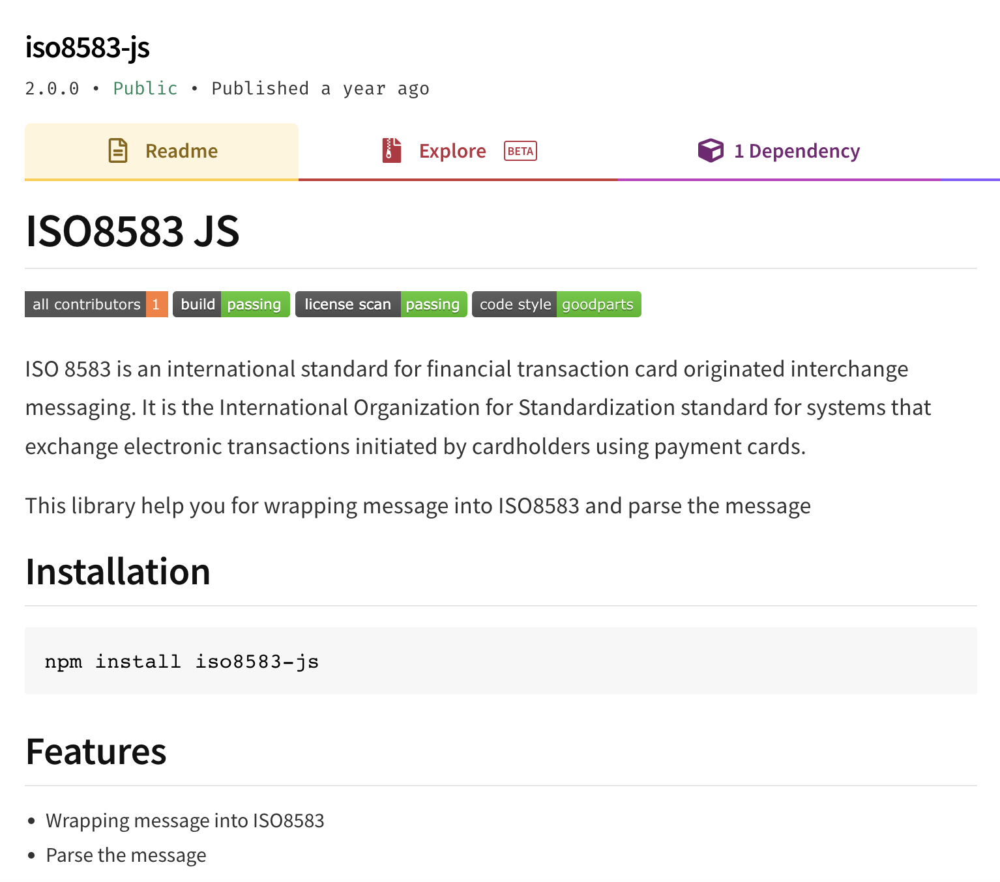 iso8583-js
2.0.0 • Public • Published a year ago
Readme
Explore BETA
1 Dependency
ISO8583 JS
all contributors 1 build passing license scan passing code style goodparts
ISO 8583 is an international standard for financial transaction card originated interchange
messaging. It is the International Organization for Standardization standard for systems that
exchange electronic transactions initiated by cardholders using payment cards.
This library help you for wrapping message into ISO8583 and parse the message
Installation
npm install iso8583-js
Features
• Wrapping message into ISO8583
• Parse the message